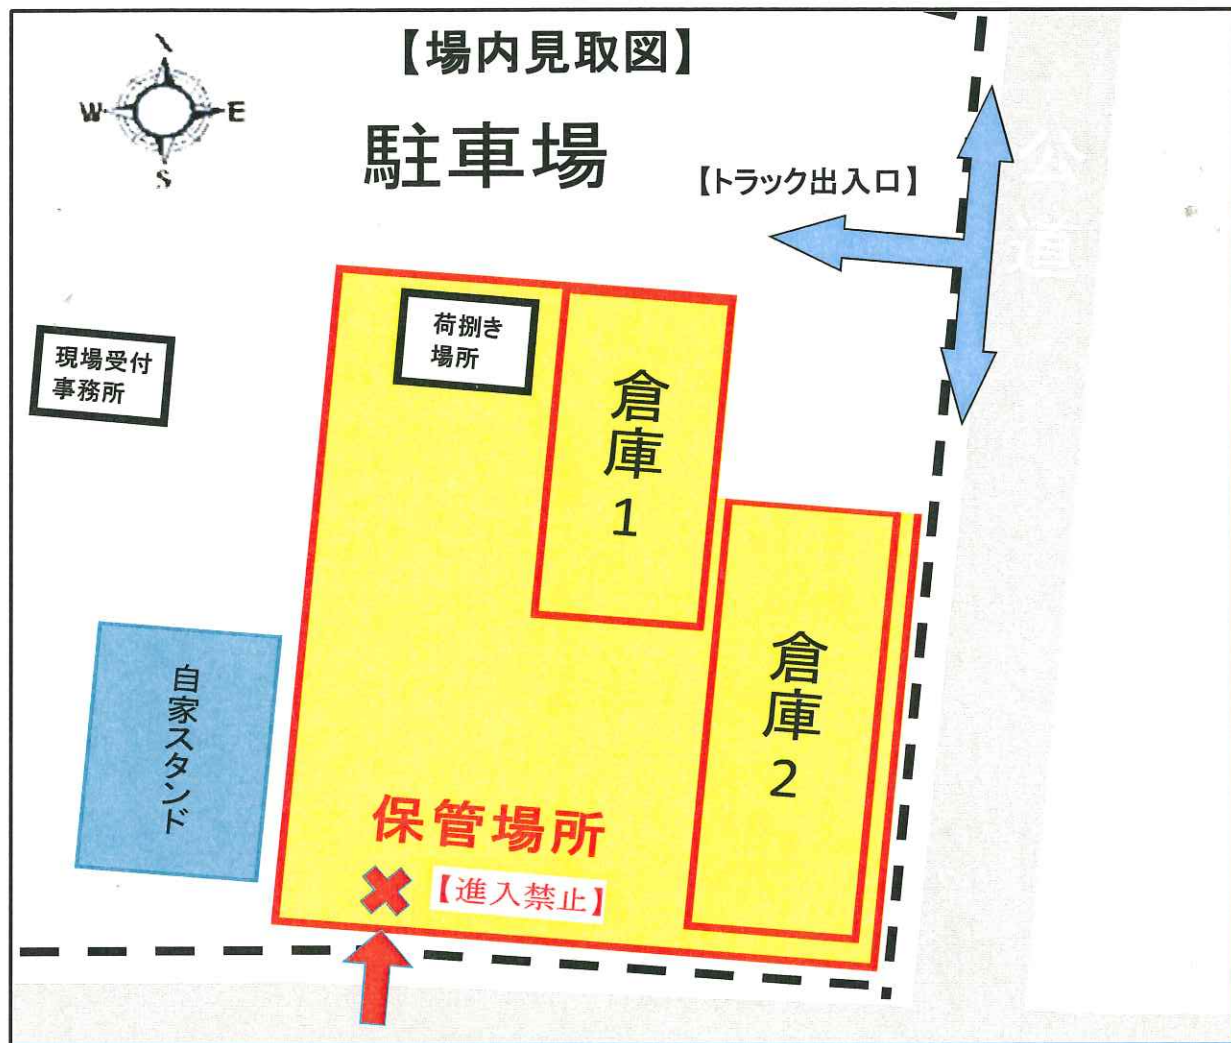 【場内見取図】
W
E
S
駐車場
【トラック出入口】
公道
荷捌き
場所
現場受付
事務所
倉庫1
倉庫2
自家スタンド
保管場所
【進入禁止】